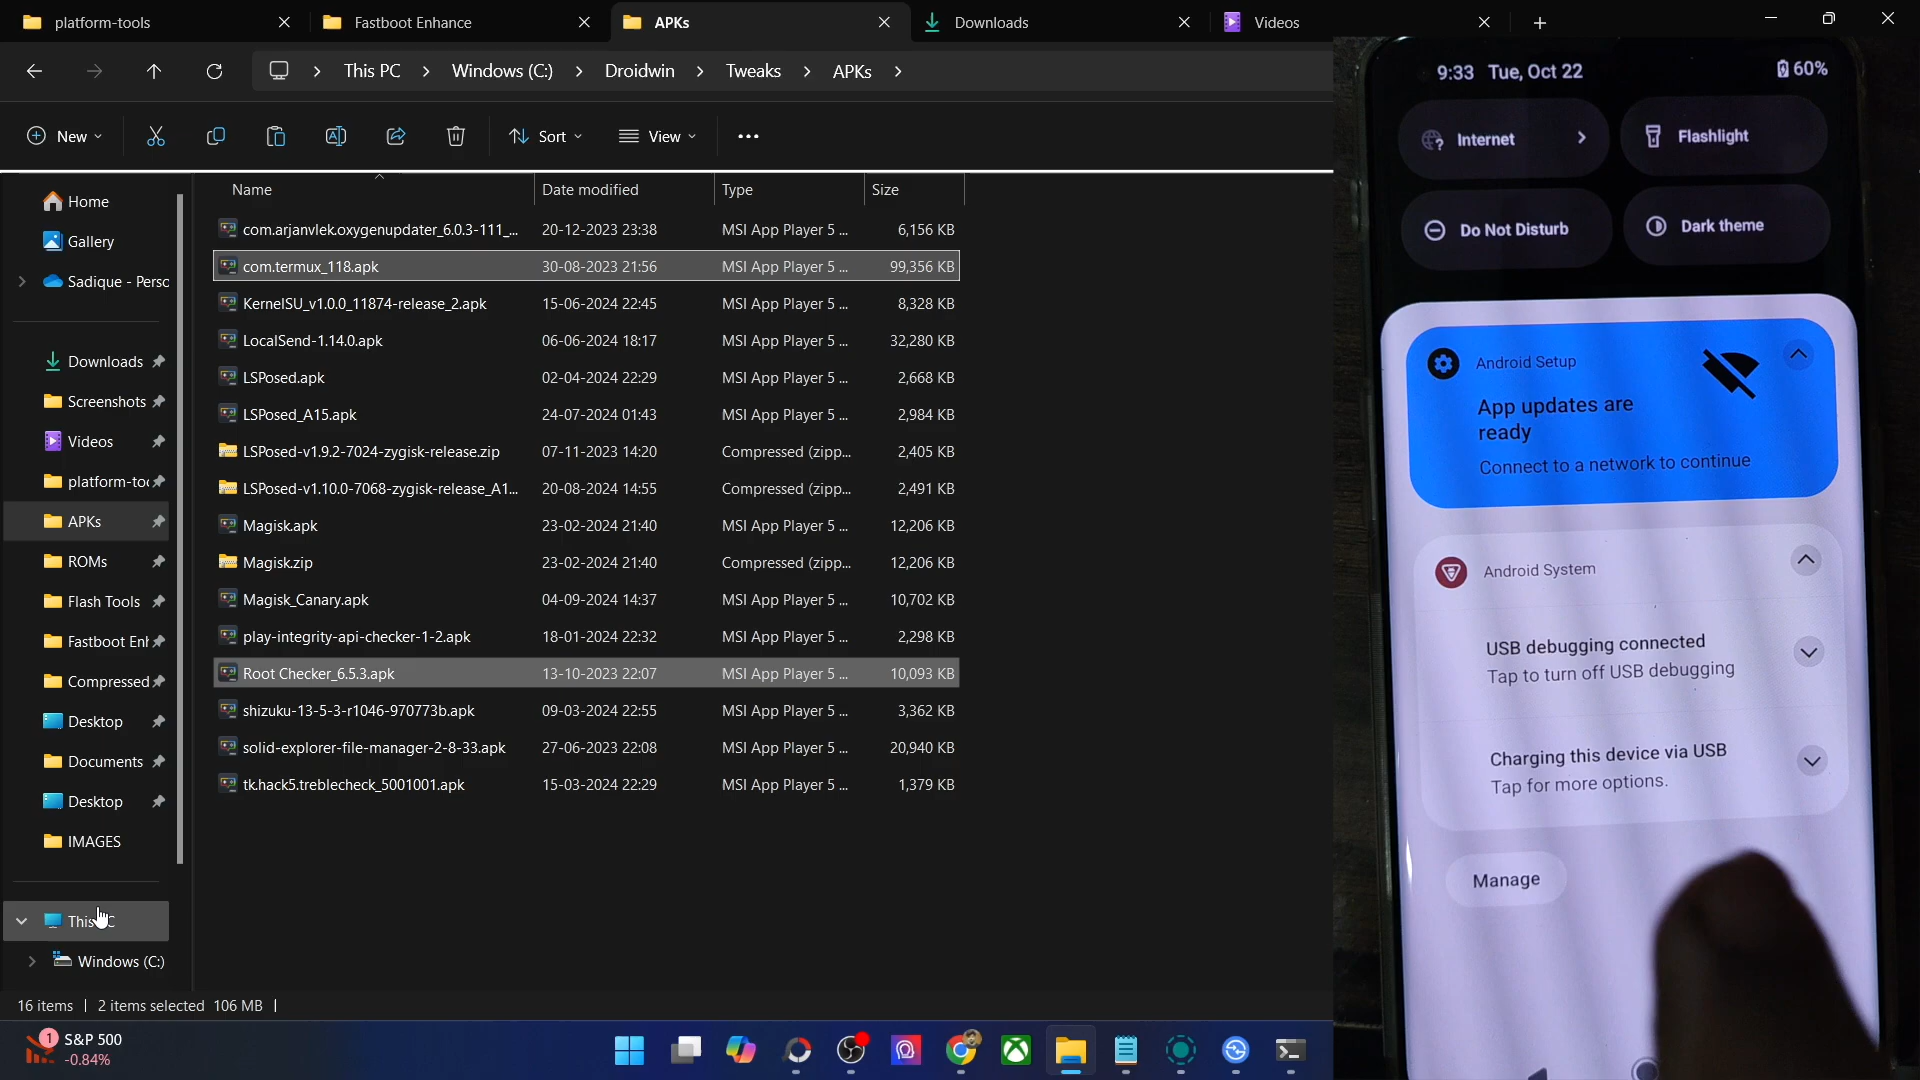 platform-tools
Fastboot Enhance
APKs
Downloads
Videos
This PC
Windows (C:)
Droidwin
Tweaks
APKs
New
Sort
View
Name
Date modified
Type
Size
Home
Gallery
Sadique - Persc
Downloads
Screenshots
Videos
platform-too
APKs
ROMs
Flash Tools
Fastboot Enh
Compressed
Desktop
Documents
Desktop
IMAGES
Windows (C:)
com.arjanvlek.oxygenupdater_6.0.3-111_... 20-12-2023 23:38 MSI App Player 5 ... 6,156 KB
com.termux_118.apk 30-08-2023 21:56 MSI App Player 5 ... 99,356 KB
KernelSU_v1.0.0_11874-release_2.apk 15-06-2024 22:45 MSI App Player 5 ... 8,328 KB
LocalSend-1.14.0.apk 06-06-2024 18:17 MSI App Player 5 ... 32,280 KB
LSPosed.apk 02-04-2024 22:29 MSI App Player 5 ... 2,668 KB
LSPosed_A15.apk 24-07-2024 01:43 MSI App Player 5 ... 2,984 KB
LSPosed-v1.9.2-7024-zygisk-release.zip 07-11-2023 14:20 Compressed (zipp... 2,405 KB
LSPosed-v1.10.0-7068-zygisk-release_A1... 20-08-2024 14:55 Compressed (zipp... 2,491 KB
Magisk.apk 23-02-2024 21:40 MSI App Player 5 ... 12,206 KB
Magisk.zip 23-02-2024 21:40 Compressed (zipp... 12,206 KB
Magisk_Canary.apk 04-09-2024 14:37 MSI App Player 5 ... 10,702 KB
play-integrity-api-checker-1-2.apk 18-01-2024 22:32 MSI App Player 5 ... 2,298 KB
Root Checker_6.5.3.apk 13-10-2023 22:07 MSI App Player 5 ... 10,093 KB
shizuku-13-5-3-r1046-970773b.apk 09-03-2024 22:55 MSI App Player 5 ... 3,362 KB
solid-explorer-file-manager-2-8-33.apk 27-06-2023 22:08 MSI App Player 5 ... 20,940 KB
tk.hack5.treblecheck_5001001.apk 15-03-2024 22:29 MSI App Player 5 ... 1,379 KB
16 items
2 items selected 106 MB
1
S&P 500
-0.84%
9:33 Tue, Oct 22
60%
Internet
Flashlight
Do Not Disturb
Dark theme
Android Setup
App updates are
ready
Connect to a network to continue
Android System
USB debugging connected
Tap to turn off USB debugging
Charging this device via USB
Tap for more options.
Manage